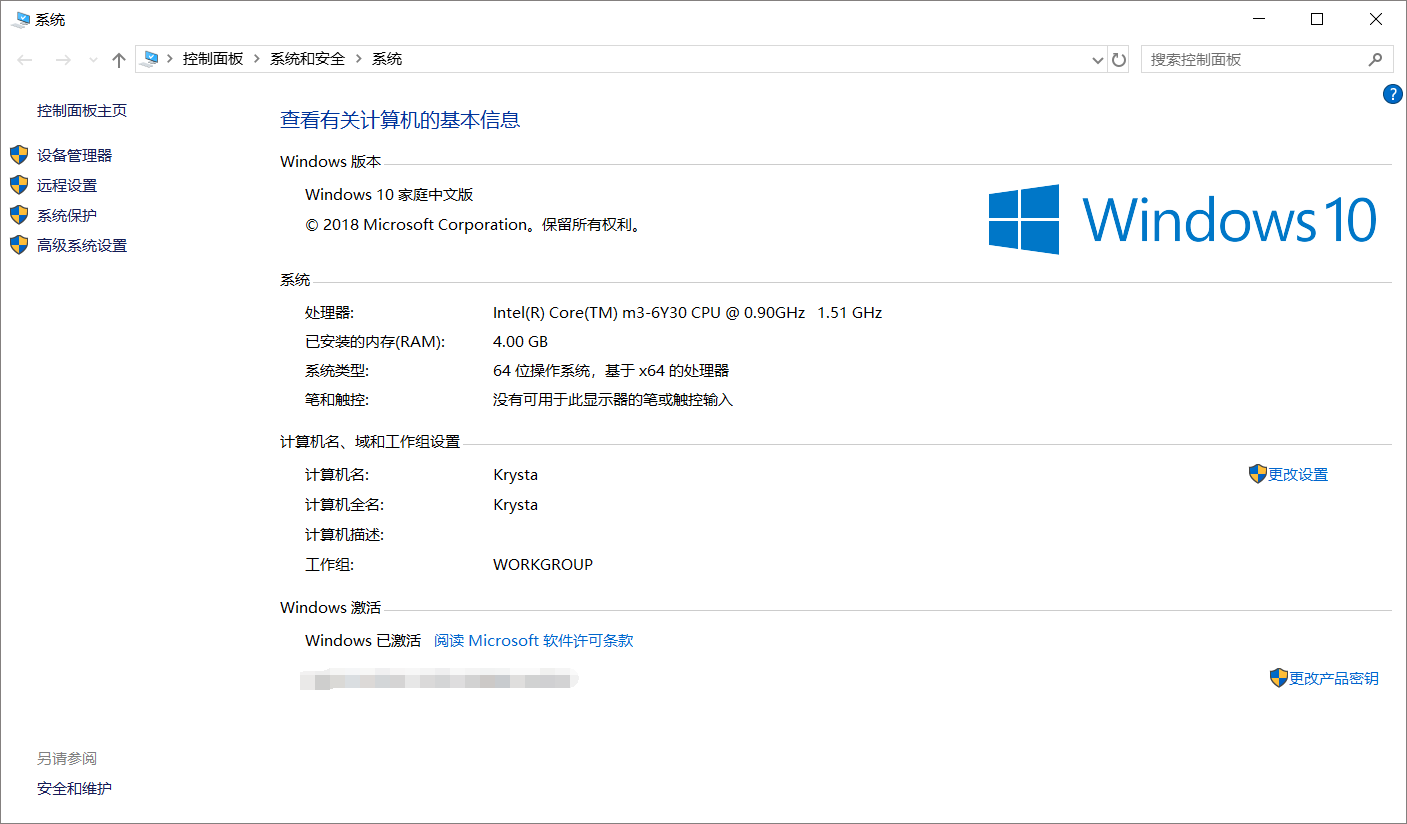 系统
控制面板 系统和安全 系统
搜索控制面板
?
控制面板主页
设备管理器
远程设置
系统保护
高级系统设置
查看有关计算机的基本信息
Windows 版本
Windows 10 家庭中文版
© 2018 Microsoft Corporation。保留所有权利。
Windows 10
系统
处理器: Intel(R) Core(TM) m3-6Y30 CPU @ 0.90GHz 1.51 GHz
已安装的内存(RAM): 4.00 GB
系统类型: 64 位操作系统，基于 x64 的处理器
笔和触控: 没有可用于此显示器的笔或触控输入
计算机名、域和工作组设置
计算机名: Krysta 更改设置
计算机全名: Krysta
计算机描述:
工作组: WORKGROUP
Windows 激活
Windows 已激活 阅读 Microsoft 软件许可条款
更改产品密钥
另请参阅
安全和维护